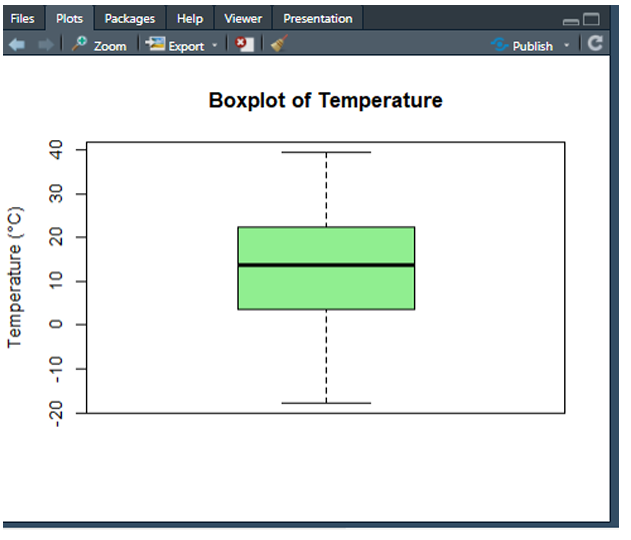 Files Plots Packages Help Viewer Presentation
Zoom Export Publish
Boxplot of Temperature
Temperature (°C)
40
30
20
10
0
-10
-20